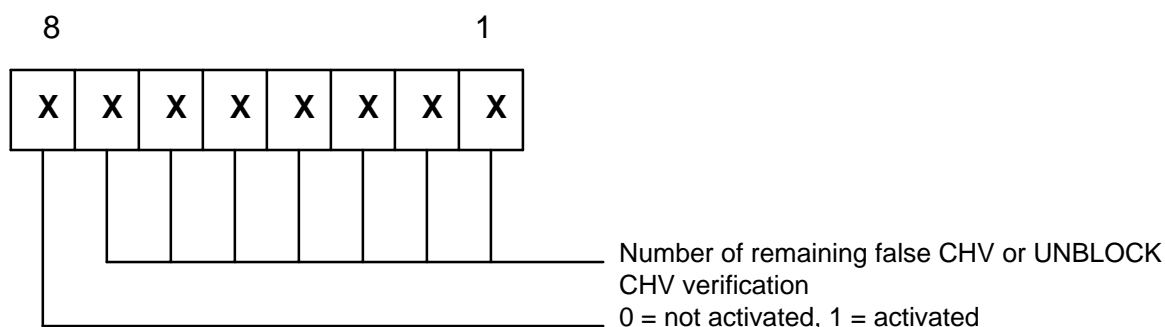 8 1
X X X X X X X X
Number of remaining false CHV or UNBLOCK
CHV verification
0 = not activated, 1 = activated